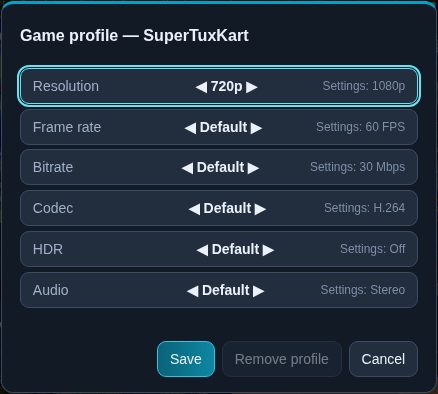 Game profile — SuperTuxKart
Resolution ◀ 720p ▶ Settings: 1080p
Frame rate ◀ Default ▶ Settings: 60 FPS
Bitrate ◀ Default ▶ Settings: 30 Mbps
Codec ◀ Default ▶ Settings: H.264
HDR ◀ Default ▶ Settings: Off
Audio ◀ Default ▶ Settings: Stereo
Save Remove profile Cancel